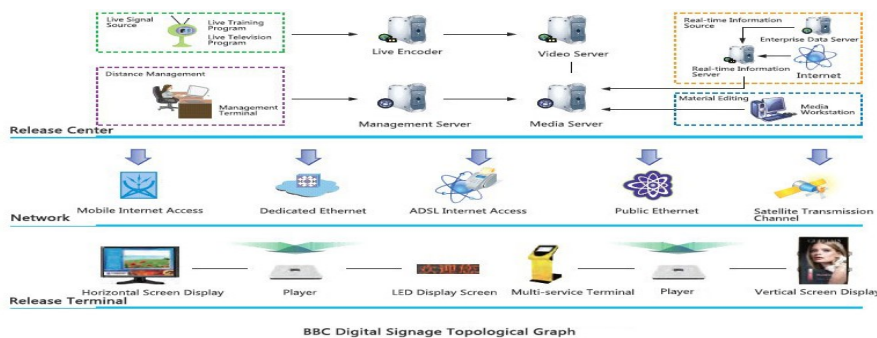 Live Signal
Source
Live Training
Program
Live Television
Program
Live Encoder
Video Server
Real-time Information
Source
Enterprise Data Server
Real-time Information
Server
Internet
Distance Management
Management
Terminal
Management Server
Media Server
Material Editing
Media
Workstation
Release Center
Mobile Internet Access
Dedicated Ethernet
ADSL Internet Access
Public Ethernet
Satellite Transmission
Channel
Network
Horizontal Screen Display
Player
LED Display Screen
Multi-service Terminal
Player
Vertical Screen Display
Release Terminal
BBC Digital Signage Topological Graph